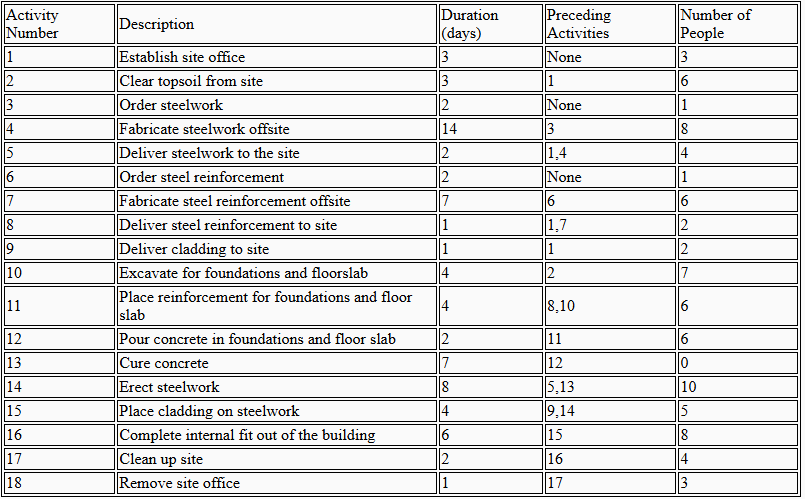 Activity Number Description Duration (days) Preceding Activities Number of People
1 Establish site office 3 None 3
2 Clear topsoil from site 3 1 6
3 Order steelwork 2 None 1
4 Fabricate steelwork offsite 14 3 8
5 Deliver steelwork to the site 2 1,4 4
6 Order steel reinforcement 2 None 1
7 Fabricate steel reinforcement offsite 7 6 6
8 Deliver steel reinforcement to site 1 1,7 2
9 Deliver cladding to site 1 1 2
10 Excavate for foundations and floorslab 4 2 7
11 Place reinforcement for foundations and floor slab 4 8,10 6
12 Pour concrete in foundations and floor slab 2 11 6
13 Cure concrete 7 12 0
14 Erect steelwork 8 5,13 10
15 Place cladding on steelwork 4 9,14 5
16 Complete internal fit out of the building 6 15 8
17 Clean up site 2 16 4
18 Remove site office 1 17 3